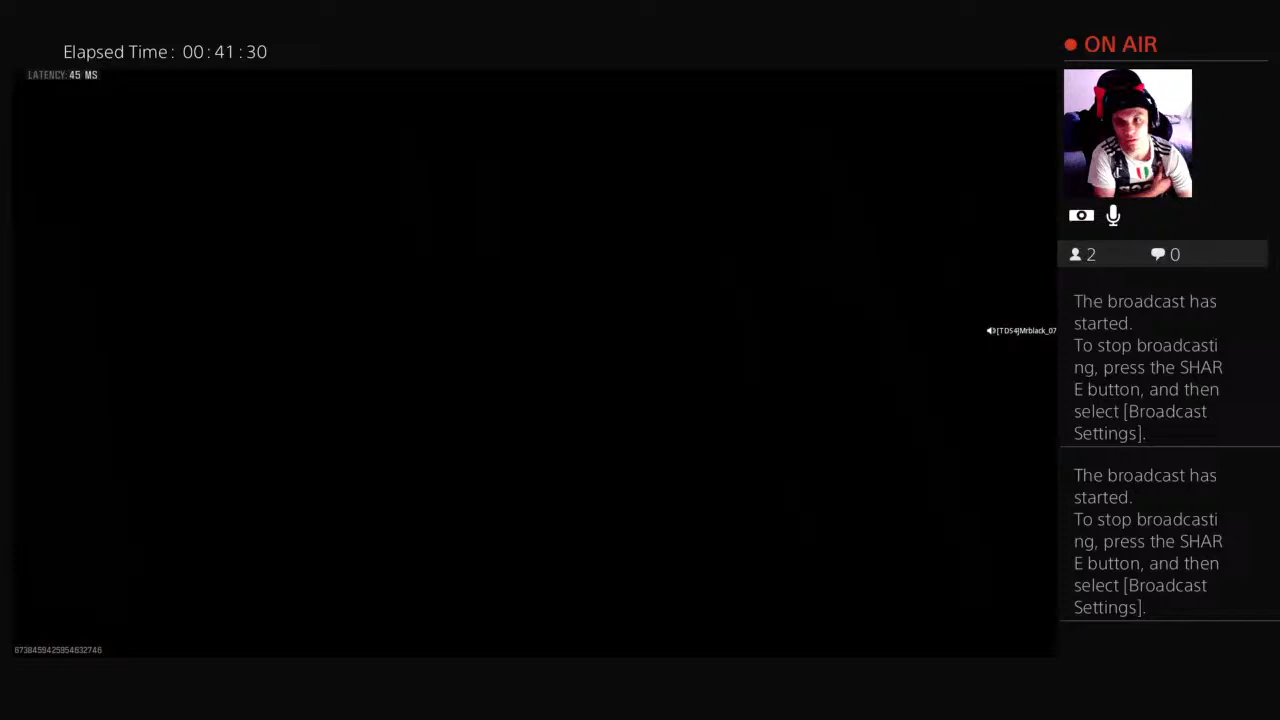 Elapsed Time: 00:41:30
ON AIR
LATENCY: 45 MS
2
0
The broadcast has
started.
To stop broadcasti
ng, press the SHAR
E button, and then
select [Broadcast
Settings].
[TDS4]Mrblack_07
The broadcast has
started.
To stop broadcasti
ng, press the SHAR
E button, and then
select [Broadcast
Settings].
8738459425954632746